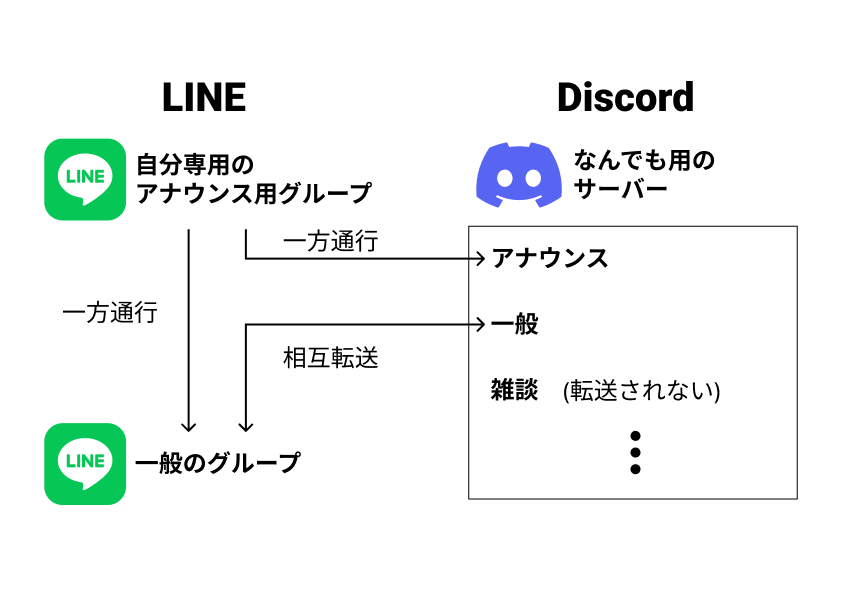 LINE
Discord
LINE
自分専用の
アナウンス用グループ
なんでも用の
サーバー
一方通行
アナウンス
一方通行
一般
相互転送
雑談 (転送されない)
LINE
一般のグループ